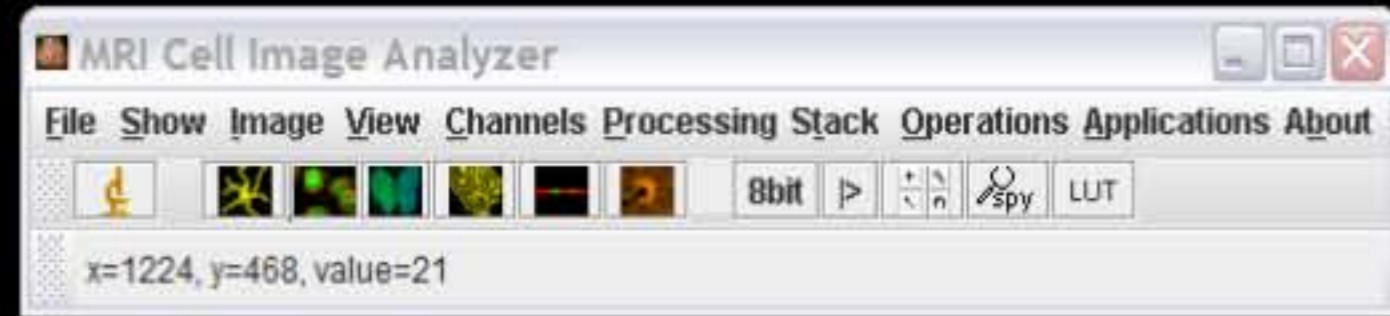 MRI Cell Image Analyzer
File Show Image View Channels Processing Stack Operations Applications About
8bit |> spy LUT
x=1224, y=468, value=21